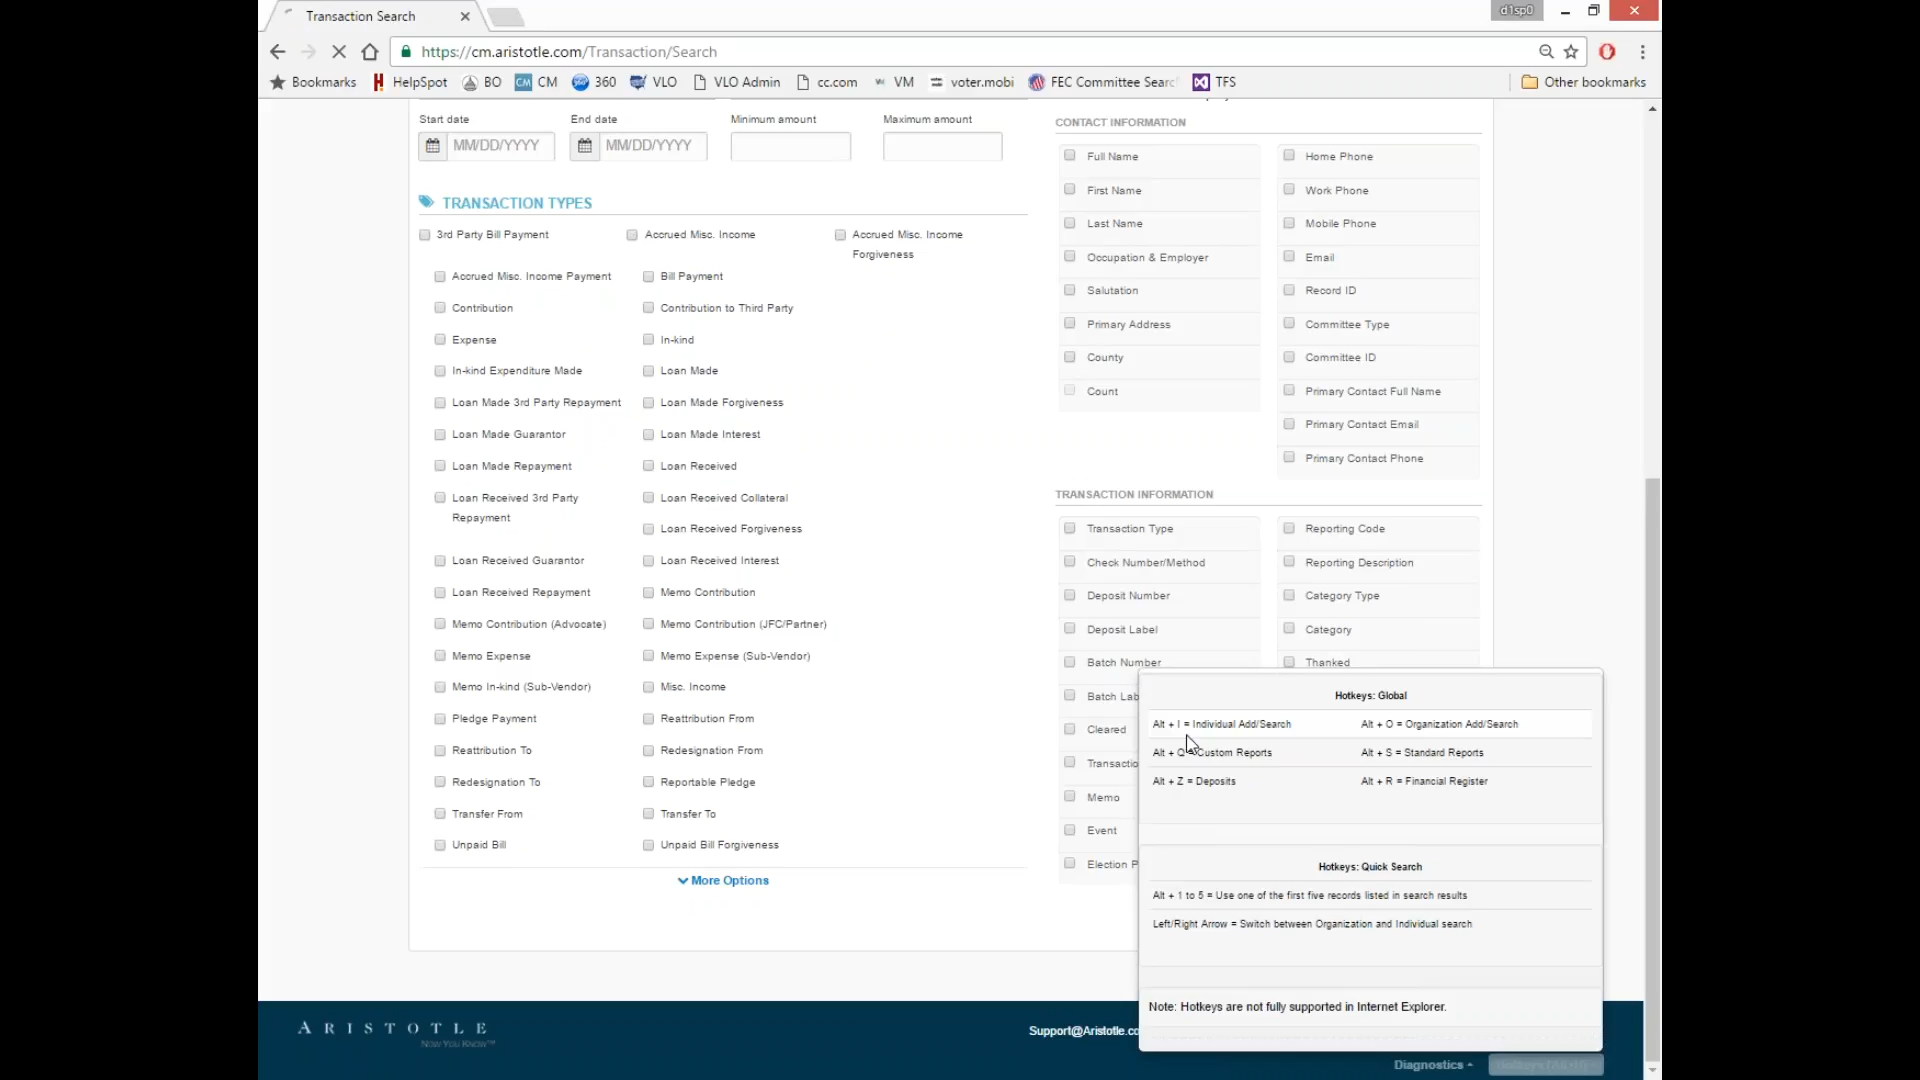 Transaction Search
d1sp0
https://cm.aristotle.com/Transaction/Search
Bookmarks HelpSpot BO CM CM 360 VLO VLO Admin cc.com VM voter.mobi FEC Committee Searc TFS Other bookmarks
Start date End date Minimum amount Maximum amount
MM/DD/YYYY MM/DD/YYYY
TRANSACTION TYPES
3rd Party Bill Payment Accrued Misc. Income Accrued Misc. Income
Forgiveness
Accrued Misc. Income Payment Bill Payment
Contribution Contribution to Third Party
Expense In-kind
In-kind Expenditure Made Loan Made
Loan Made 3rd Party Repayment Loan Made Forgiveness
Loan Made Guarantor Loan Made Interest
Loan Made Repayment Loan Received
Loan Received 3rd Party Loan Received Collateral
Repayment
Loan Received Forgiveness
Loan Received Guarantor Loan Received Interest
Loan Received Repayment Memo Contribution
Memo Contribution (Advocate) Memo Contribution (JFC/Partner)
Memo Expense Memo Expense (Sub-Vendor)
Memo In-kind (Sub-Vendor) Misc. Income
Pledge Payment Reattribution From
Reattribution To Redesignation From
Redesignation To Reportable Pledge
Transfer From Transfer To
Unpaid Bill Unpaid Bill Forgiveness
More Options
CONTACT INFORMATION
Full Name Home Phone
First Name Work Phone
Last Name Mobile Phone
Occupation & Employer Email
Salutation Record ID
Primary Address Committee Type
County Committee ID
Count Primary Contact Full Name
Primary Contact Email
Primary Contact Phone
TRANSACTION INFORMATION
Transaction Type Reporting Code
Check Number/Method Reporting Description
Deposit Number Category Type
Deposit Label Category
Batch Number Thanked
Batch Lab
Cleared
Transactio
Memo
Event
Election P
Hotkeys: Global
Alt + I = Individual Add/Search Alt + O = Organization Add/Search
Alt + Q = Custom Reports Alt + S = Standard Reports
Alt + Z = Deposits Alt + R = Financial Register
Hotkeys: Quick Search
Alt + 1 to 5 = Use one of the first five records listed in search results
Left/Right Arrow = Switch between Organization and Individual search
Note: Hotkeys are not fully supported in Internet Explorer.
ARISTOTLE
NOW YOU KNOW™
Support@Aristotle.co
Diagnostics